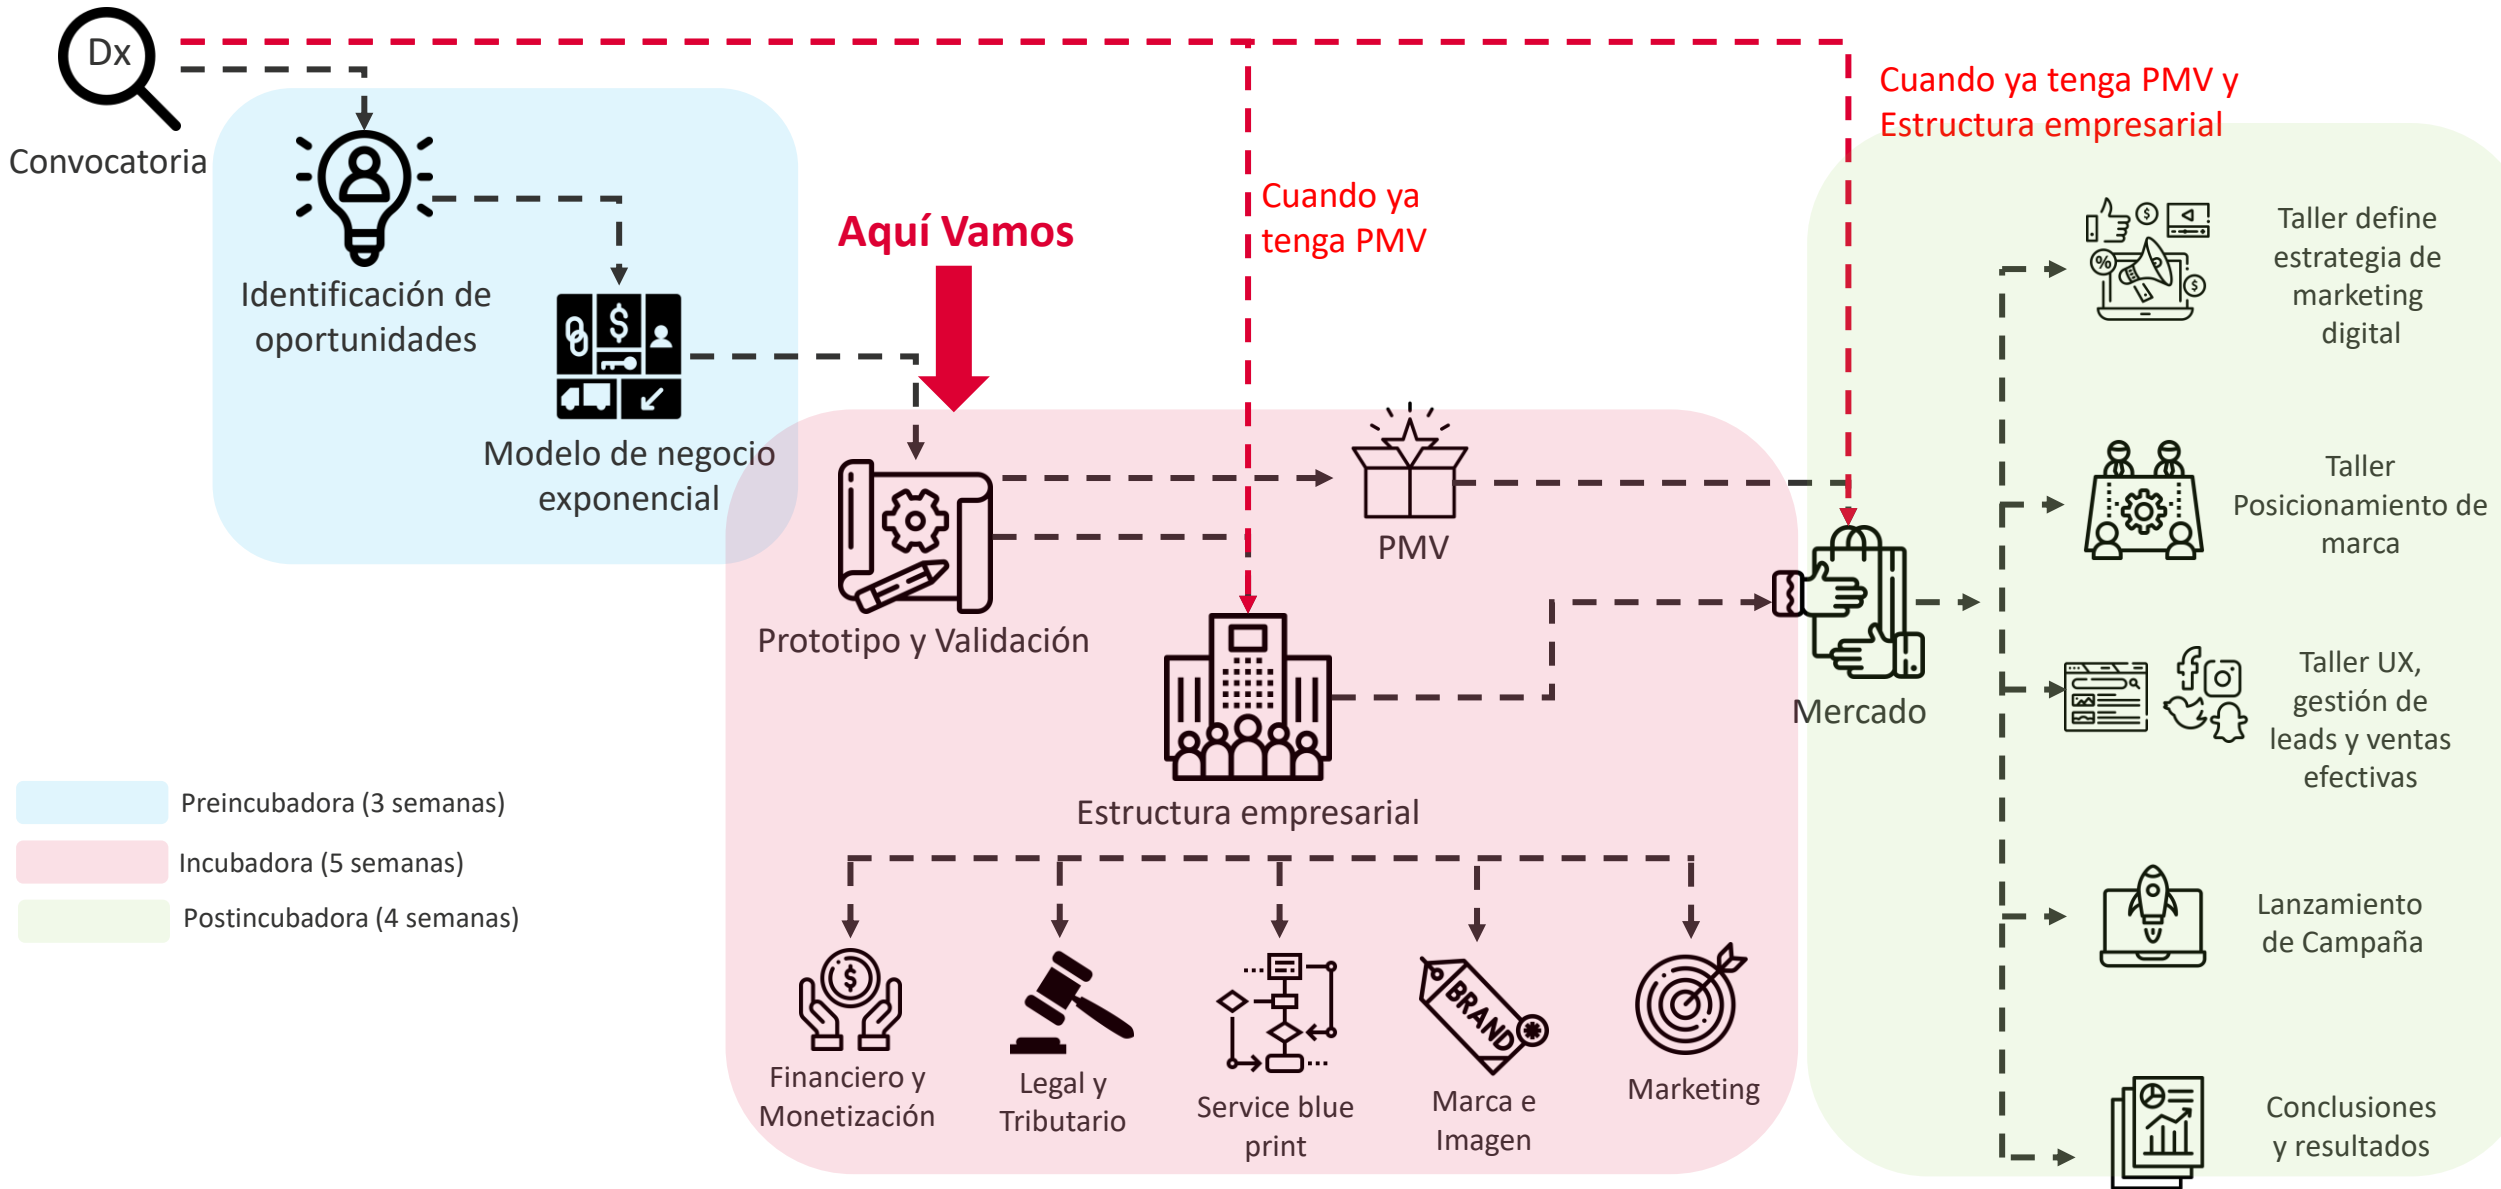 Dx
Convocatoria
Cuando ya tenga PMV y
Estructura empresarial
Cuando ya
tenga PMV
Aquí Vamos
Identificación de
oportunidades
Modelo de negocio
exponencial
Prototipo y Validación
PMV
Estructura empresarial
Mercado
Taller define
estrategia de
marketing
digital
Taller
Posicionamiento de
marca
Taller UX,
gestión de
leads y ventas
efectivas
Lanzamiento
de Campaña
Conclusiones
y resultados
Preincubadora (3 semanas)
Incubadora (5 semanas)
Postincubadora (4 semanas)
Financiero y
Monetización
Legal y
Tributario
Service blue
print
BRAND
Marca e
Imagen
Marketing